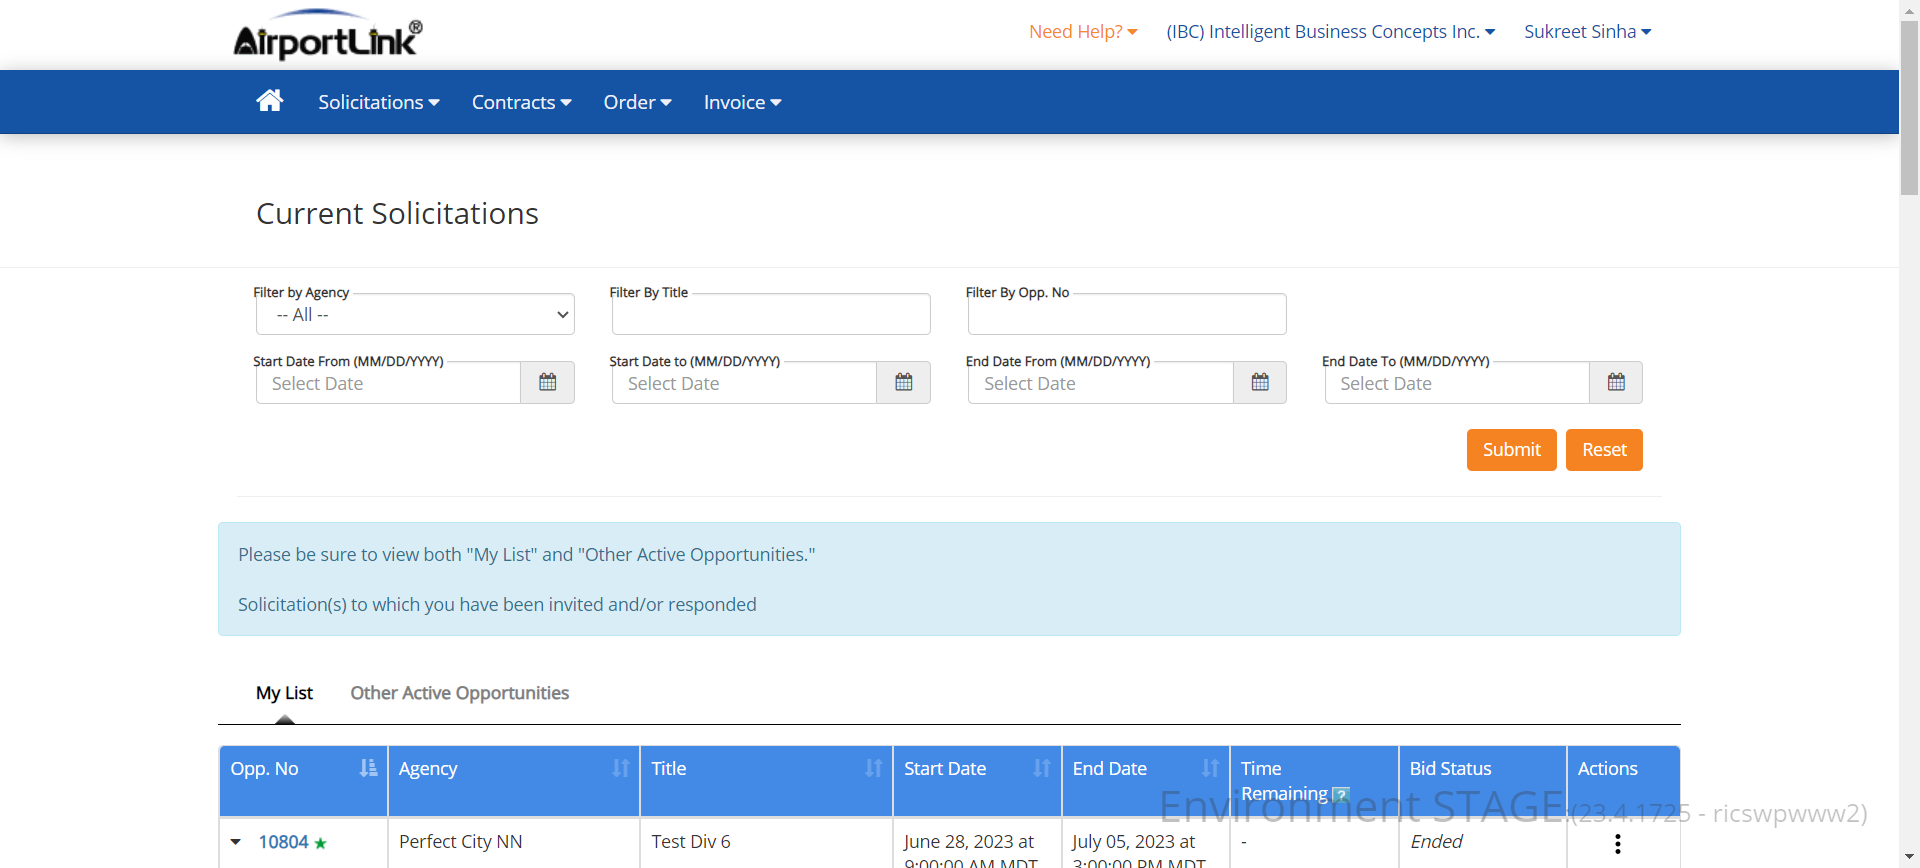 AirportLink®
Need Help? (IBC) Intelligent Business Concepts Inc. Sukreet Sinha
Solicitations Contracts Order Invoice
Current Solicitations
Filter by Agency Filter By Title Filter By Opp. No
-- All --
Start Date From (MM/DD/YYYY) Start Date to (MM/DD/YYYY) End Date From (MM/DD/YYYY) End Date To (MM/DD/YYYY)
Select Date Select Date Select Date Select Date
Submit Reset
Please be sure to view both "My List" and "Other Active Opportunities."
Solicitation(s) to which you have been invited and/or responded
My List Other Active Opportunities
Opp. No Agency Title Start Date End Date Time Remaining ? Bid Status Actions
Environment STAGE:(23.4.1725 - ricswpwww2)
10804 Perfect City NN Test Div 6 June 28, 2023 at July 05, 2023 at - Ended
9:00:00 AM MDT 3:00:00 PM MDT